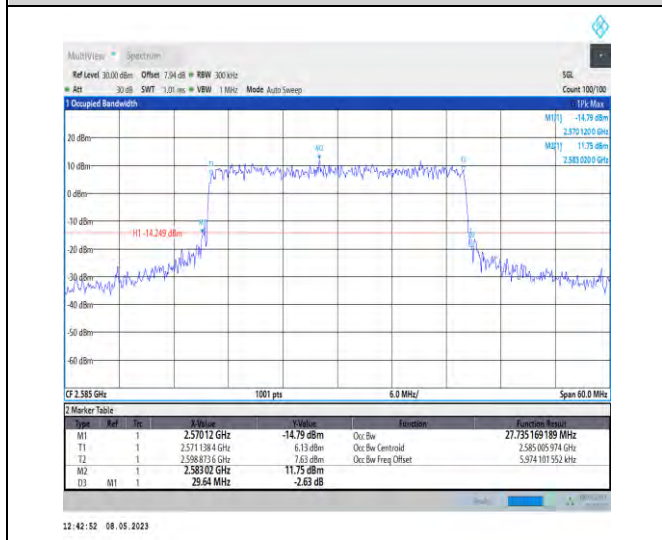 MultiView Spectrum
Ref Level 30.00 dBm Offset 7.94 dB RBW 300 kHz SGL
Att 30 dB SWT 1.01 ms VBW 1 MHz Mode Auto Sweep Count 100/100
1 Occupied Bandwidth 1Pk Max
M1[1] -14.79 dBm
2.570 120 0 GHz
M2[1] 11.75 dBm
2.583 020 0 GHz
20 dBm
M2
T1
T2
10 dBm
0 dBm
-10 dBm
H1 -14.249 dBm
-20 dBm
-30 dBm
-40 dBm
-50 dBm
-60 dBm
CF 2.585 GHz 1001 pts 6.0 MHz/ Span 60.0 MHz
2 Marker Table
Type Ref Trc X-Value Y-Value Function Function Result
M1 1 2.57012 GHz -14.79 dBm Occ Bw 27.735 169 189 MHz
T1 1 2.571 138 4 GHz 6.13 dBm Occ Bw Centroid 2.585 005 974 GHz
T2 1 2.598 873 6 GHz 7.63 dBm Occ Bw Freq Offset 5.974 101 552 kHz
M2 1 2.583 02 GHz 11.75 dBm
D3 M1 1 29.64 MHz -2.63 dB
12:42:52 08.05.2023